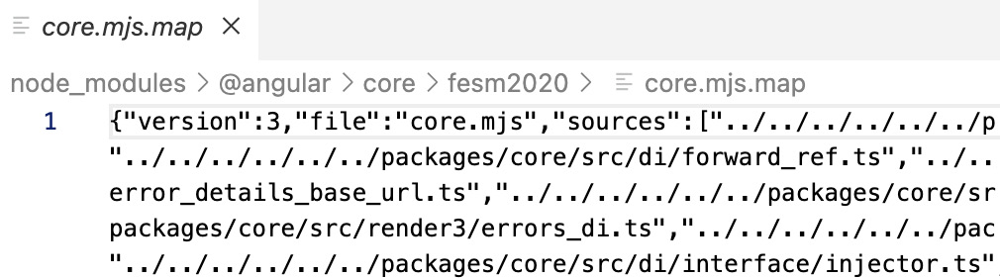 core.mjs.map ×
node_modules > @angular > core > fesm2020 > core.mjs.map
1 {"version":3,"file":"core.mjs","sources":["../../../../../../p
"../../../../../../packages/core/src/di/forward_ref.ts","../..
error_details_base_url.ts","../../../../../../packages/core/sr
packages/core/src/render3/errors_di.ts","../../../../../../pac
"../../../../../../packages/core/src/di/interface/injector.ts",